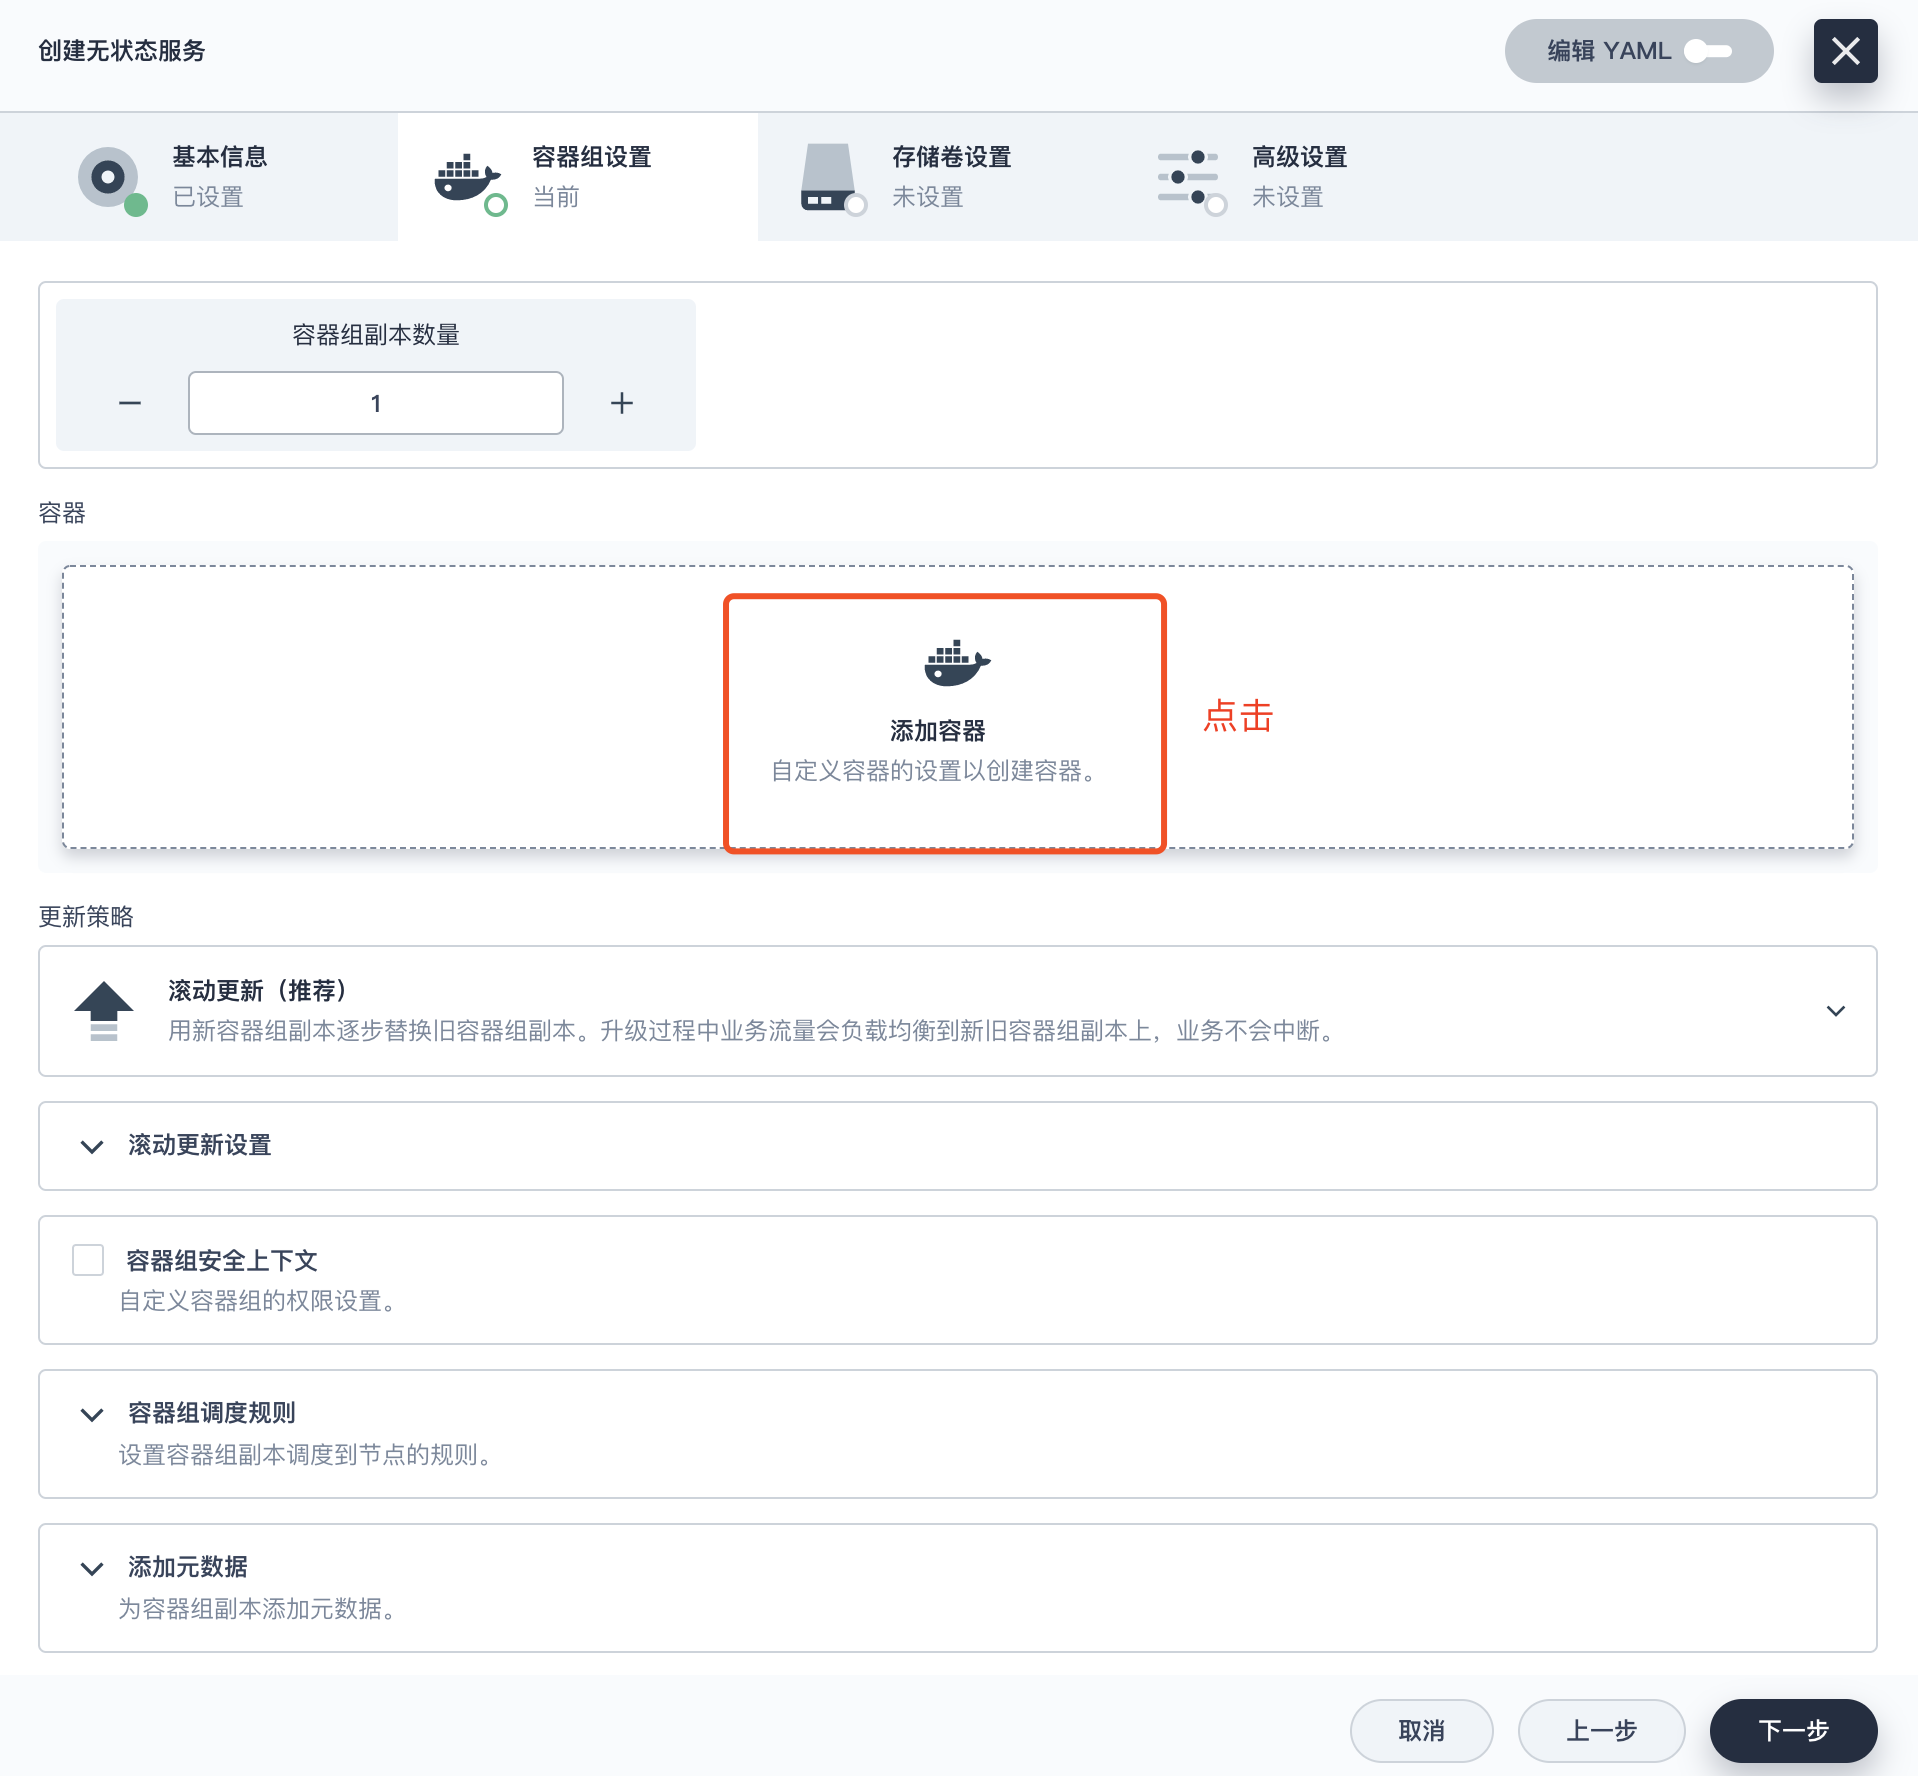 创建无状态服务
编辑 YAML
基本信息
已设置
容器组设置
当前
存储卷设置
未设置
高级设置
未设置
容器组副本数量
1
容器
添加容器
自定义容器的设置以创建容器。
点击
更新策略
滚动更新（推荐）
用新容器组副本逐步替换旧容器组副本。升级过程中业务流量会负载均衡到新旧容器组副本上，业务不会中断。
滚动更新设置
容器组安全上下文
自定义容器组的权限设置。
容器组调度规则
设置容器组副本调度到节点的规则。
添加元数据
为容器组副本添加元数据。
取消
上一步
下一步